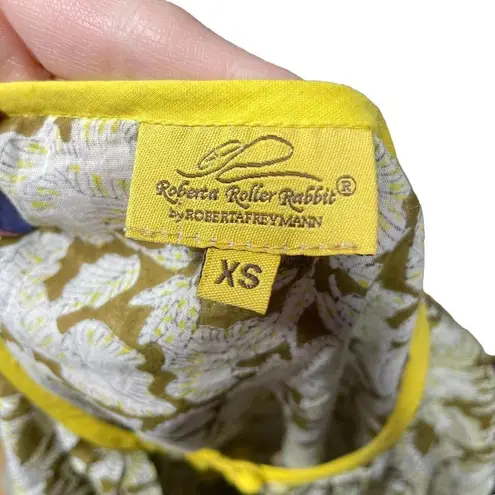 Roberta Roller Rabbit®
by ROBERTAFREYMANN
XS